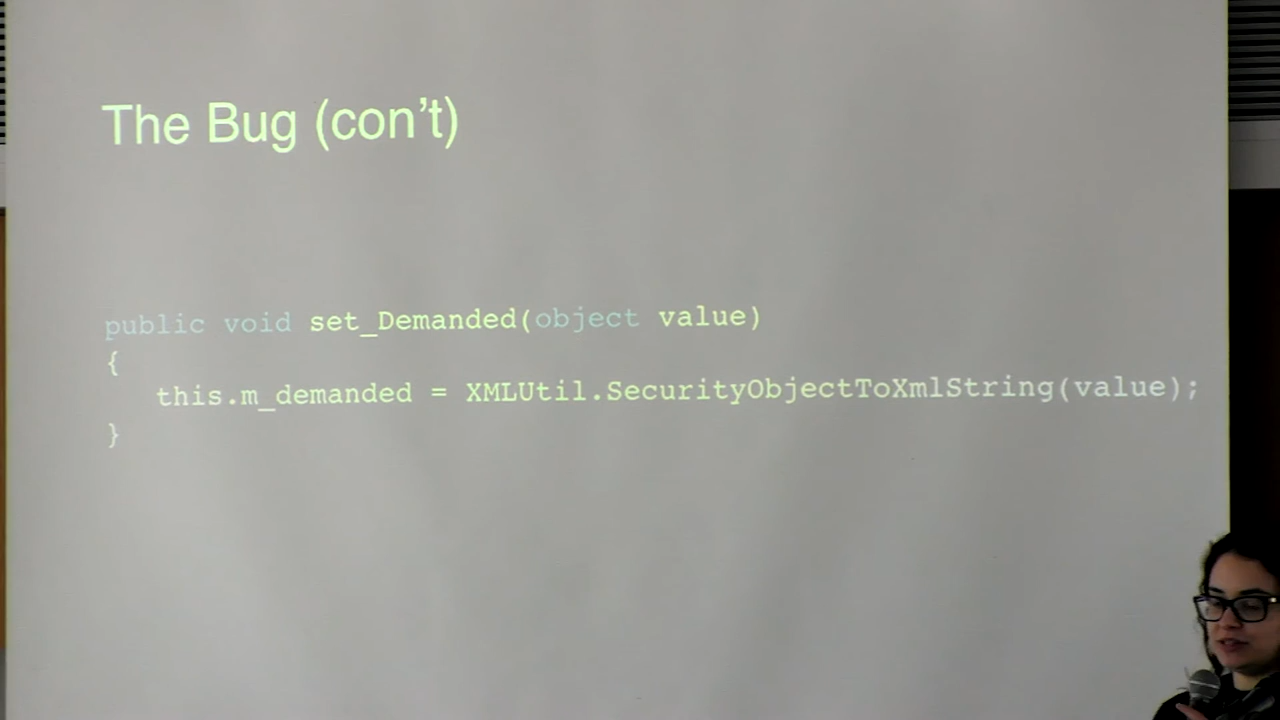 The Bug (con’t)
public void set_Demanded(object value)
{
this.m_demanded = XMLUtil.SecurityObjectToXmlString(value);
}